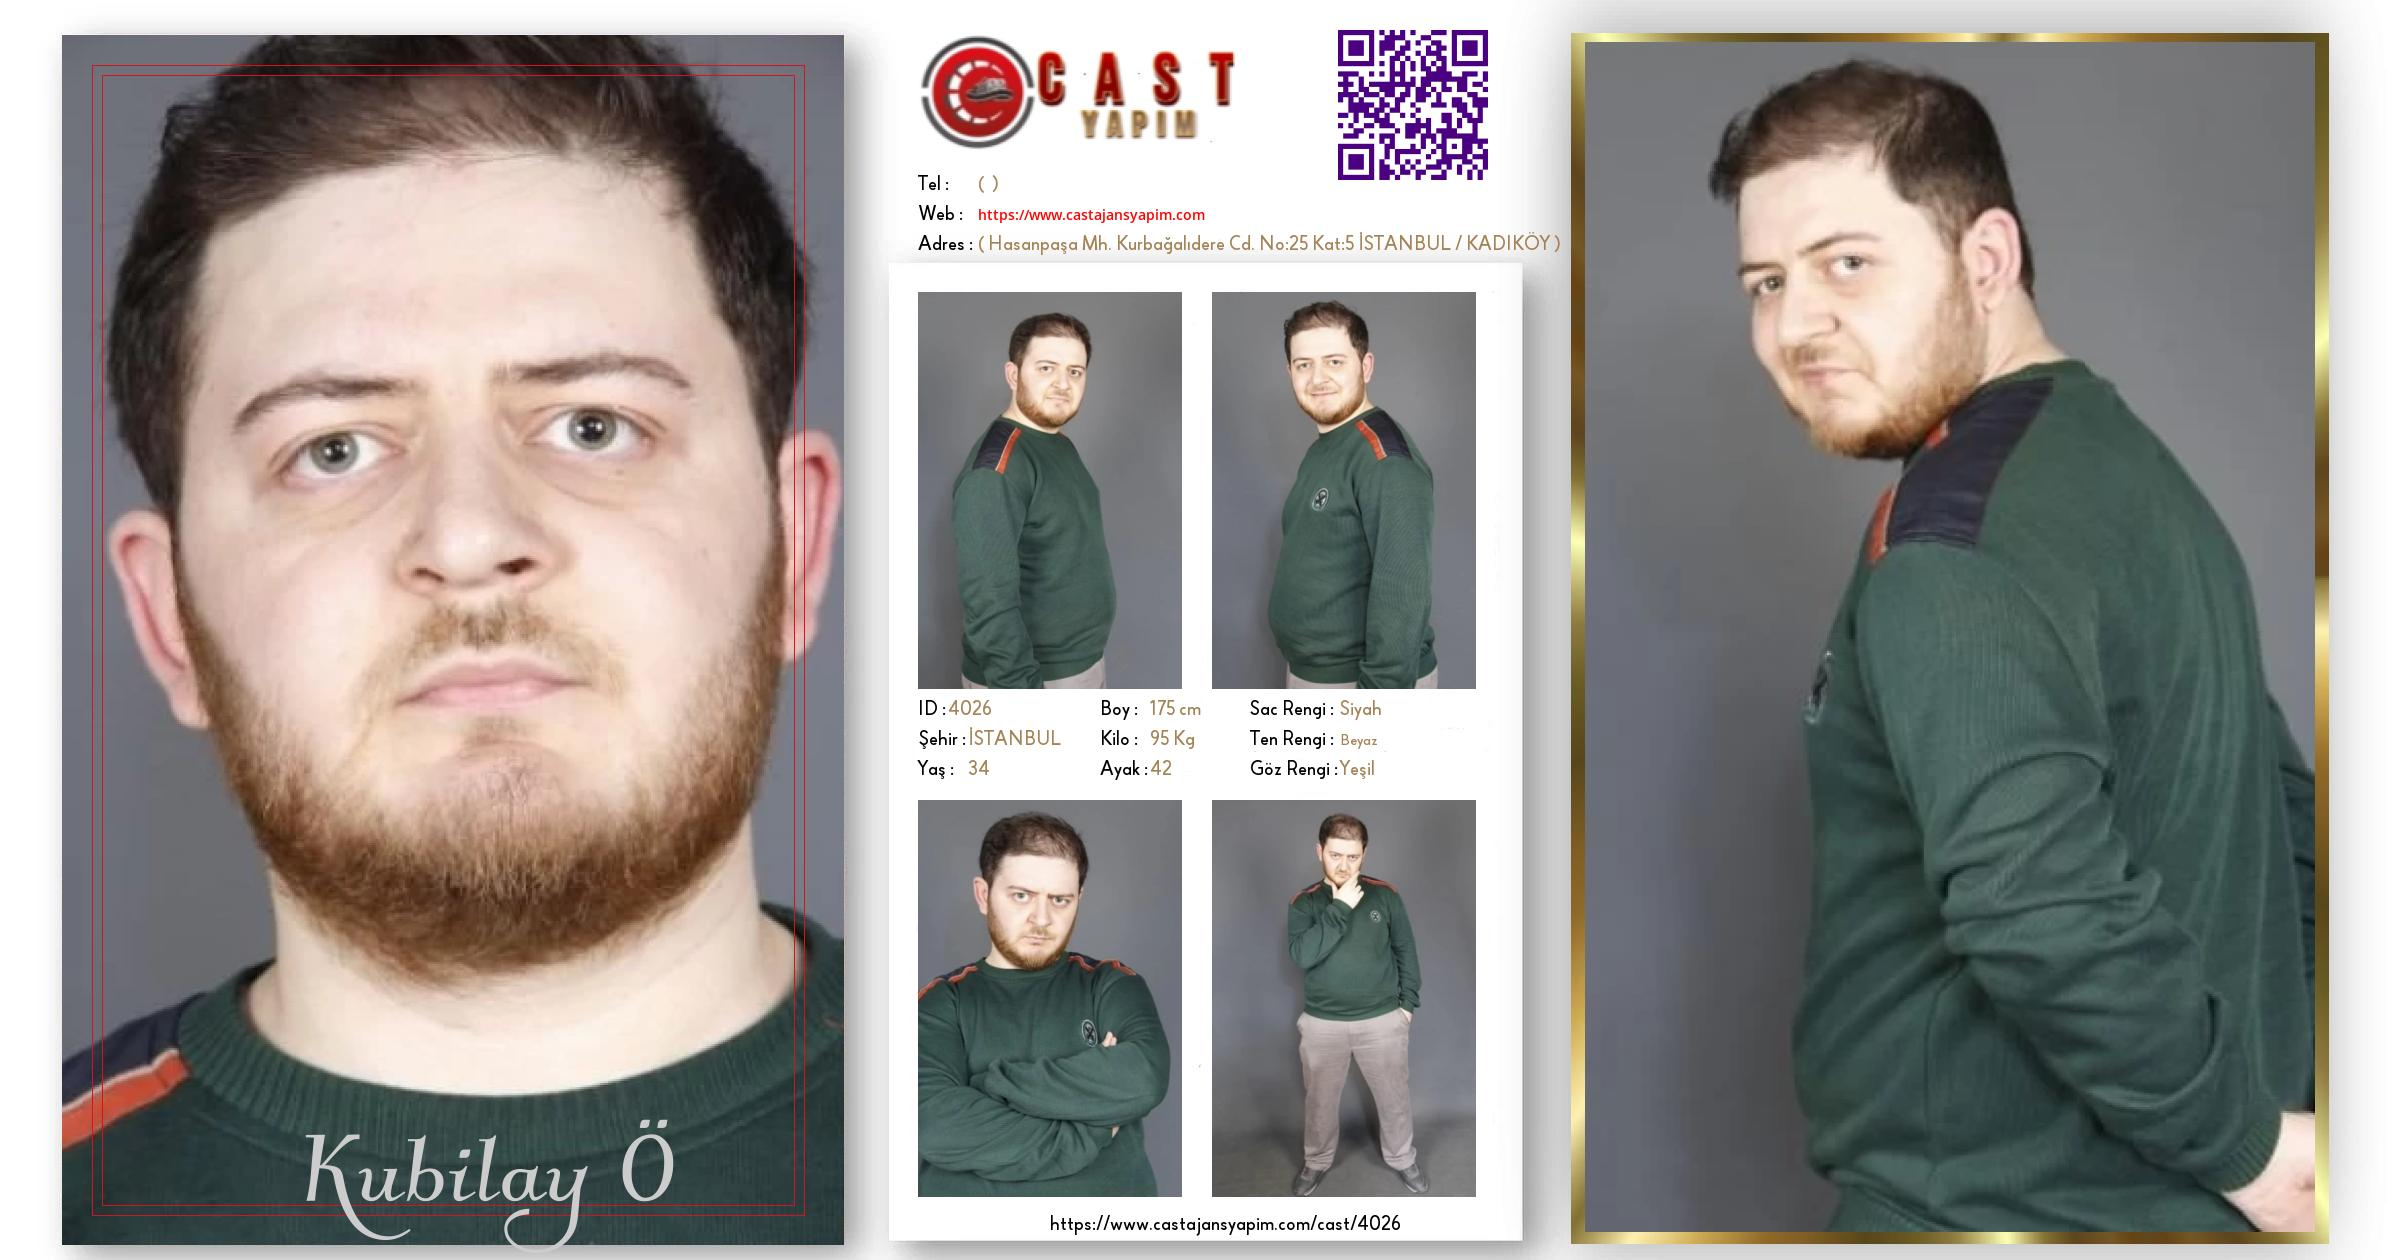 Kubilay Ö
CAST
YAPIM
Tel : ( )
Web : https://www.castajansyapim.com
Adres : ( Hasanpaşa Mh. Kurbağalıdere Cd. No:25 Kat:5 İSTANBUL / KADIKÖY )
ID : 4026 Boy : 175 cm Sac Rengi : Siyah
Şehir : İSTANBUL Kilo : 95 Kg Ten Rengi : Beyaz
Yaş : 34 Ayak : 42 Göz Rengi : Yeşil
https://www.castajansyapim.com/cast/4026